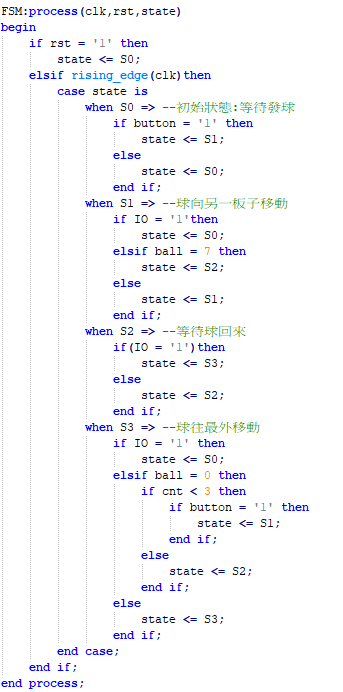 FSM:process(clk,rst,state)
begin
    if rst = '1' then
        state <= S0;
    elsif rising_edge(clk)then
        case state is
            when S0 => --初始狀態:等待發球
                if button = '1' then
                    state <= S1;
                else
                    state <= S0;
                end if;
            when S1 => --球向另一板子移動
                if IO = '1'then
                    state <= S0;
                elsif ball = 7 then
                    state <= S2;
                else
                    state <= S1;
                end if;
            when S2 => --等待球回來
                if(IO = '1')then
                    state <= S3;
                else
                    state <= S2;
                end if;
            when S3 => --球往最外移動
                if IO = '1' then
                    state <= S0;
                elsif ball = 0 then
                    if cnt < 3 then
                        if button = '1' then
                            state <= S1;
                        end if;
                    else
                        state <= S2;
                    end if;
                else
                    state <= S3;
                end if;
        end case;
    end if;
end process;